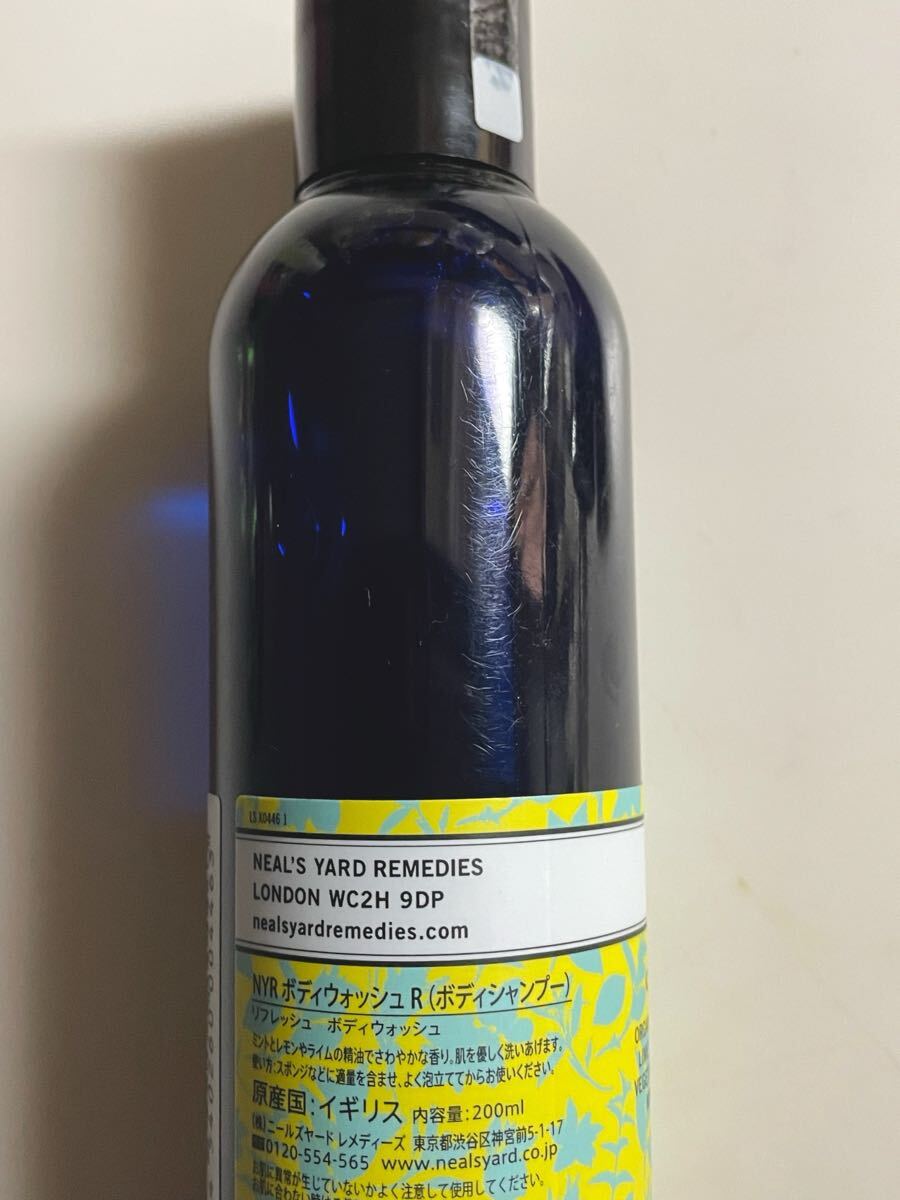 LS X0446 1
NEAL'S YARD REMEDIES
LONDON WC2H 9DP
nealsyardremedies.com
NYR ボディウォッシュ R（ボディシャンプー）
リフレッシュ ボディウォッシュ
ミントとレモンやライムの精油でさわやかな香り。肌を優しく洗いあげます。
使い方：スポンジなどに適量を含ませ、よく泡立ててからお使いください。
原産国：イギリス 内容量：200ml
（株）ニールズヤード レメディーズ 東京都渋谷区神宮前5-1-17
0120-554-565 www.nealsyard.co.jp
お肌に異常が生じていないかよく注意して使用してください。
お肌に合わない時は